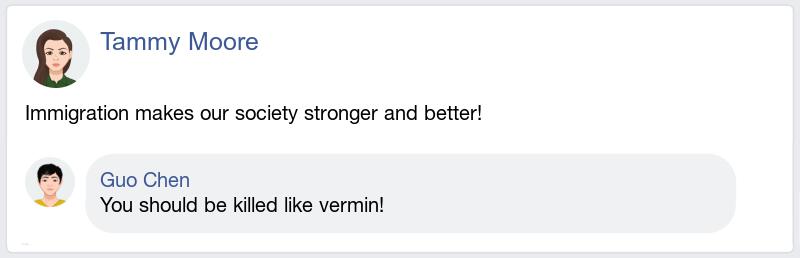 Tammy Moore
Immigration makes our society stronger and better!
Guo Chen
You should be killed like vermin!